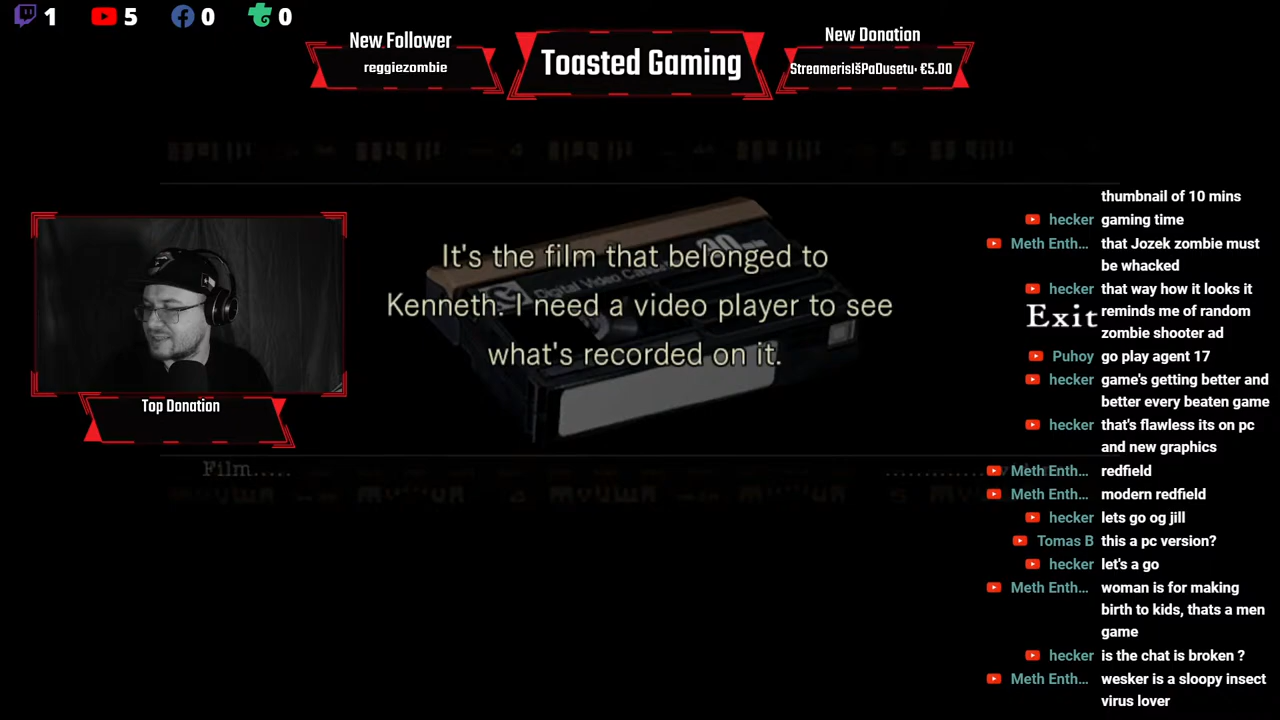 1 5 0 0
New Follower
reggiezombie
Toasted Gaming
New Donation
StreamerisIšPaDusetu· €5.00
It's the film that belonged to
Kenneth. I need a video player to see
what's recorded on it.
Top Donation
Film.....
Exit
thumbnail of 10 mins
hecker gaming time
Meth Enth... that Jozek zombie must
be whacked
hecker that way how it looks it
reminds me of random
zombie shooter ad
Puhoy go play agent 17
hecker game's getting better and
better every beaten game
hecker that's flawless its on pc
and new graphics
Meth Enth... redfield
Meth Enth... modern redfield
hecker lets go og jill
Tomas B this a pc version?
hecker let's a go
Meth Enth... woman is for making
birth to kids, thats a men
game
hecker is the chat is broken ?
Meth Enth... wesker is a sloopy insect
virus lover